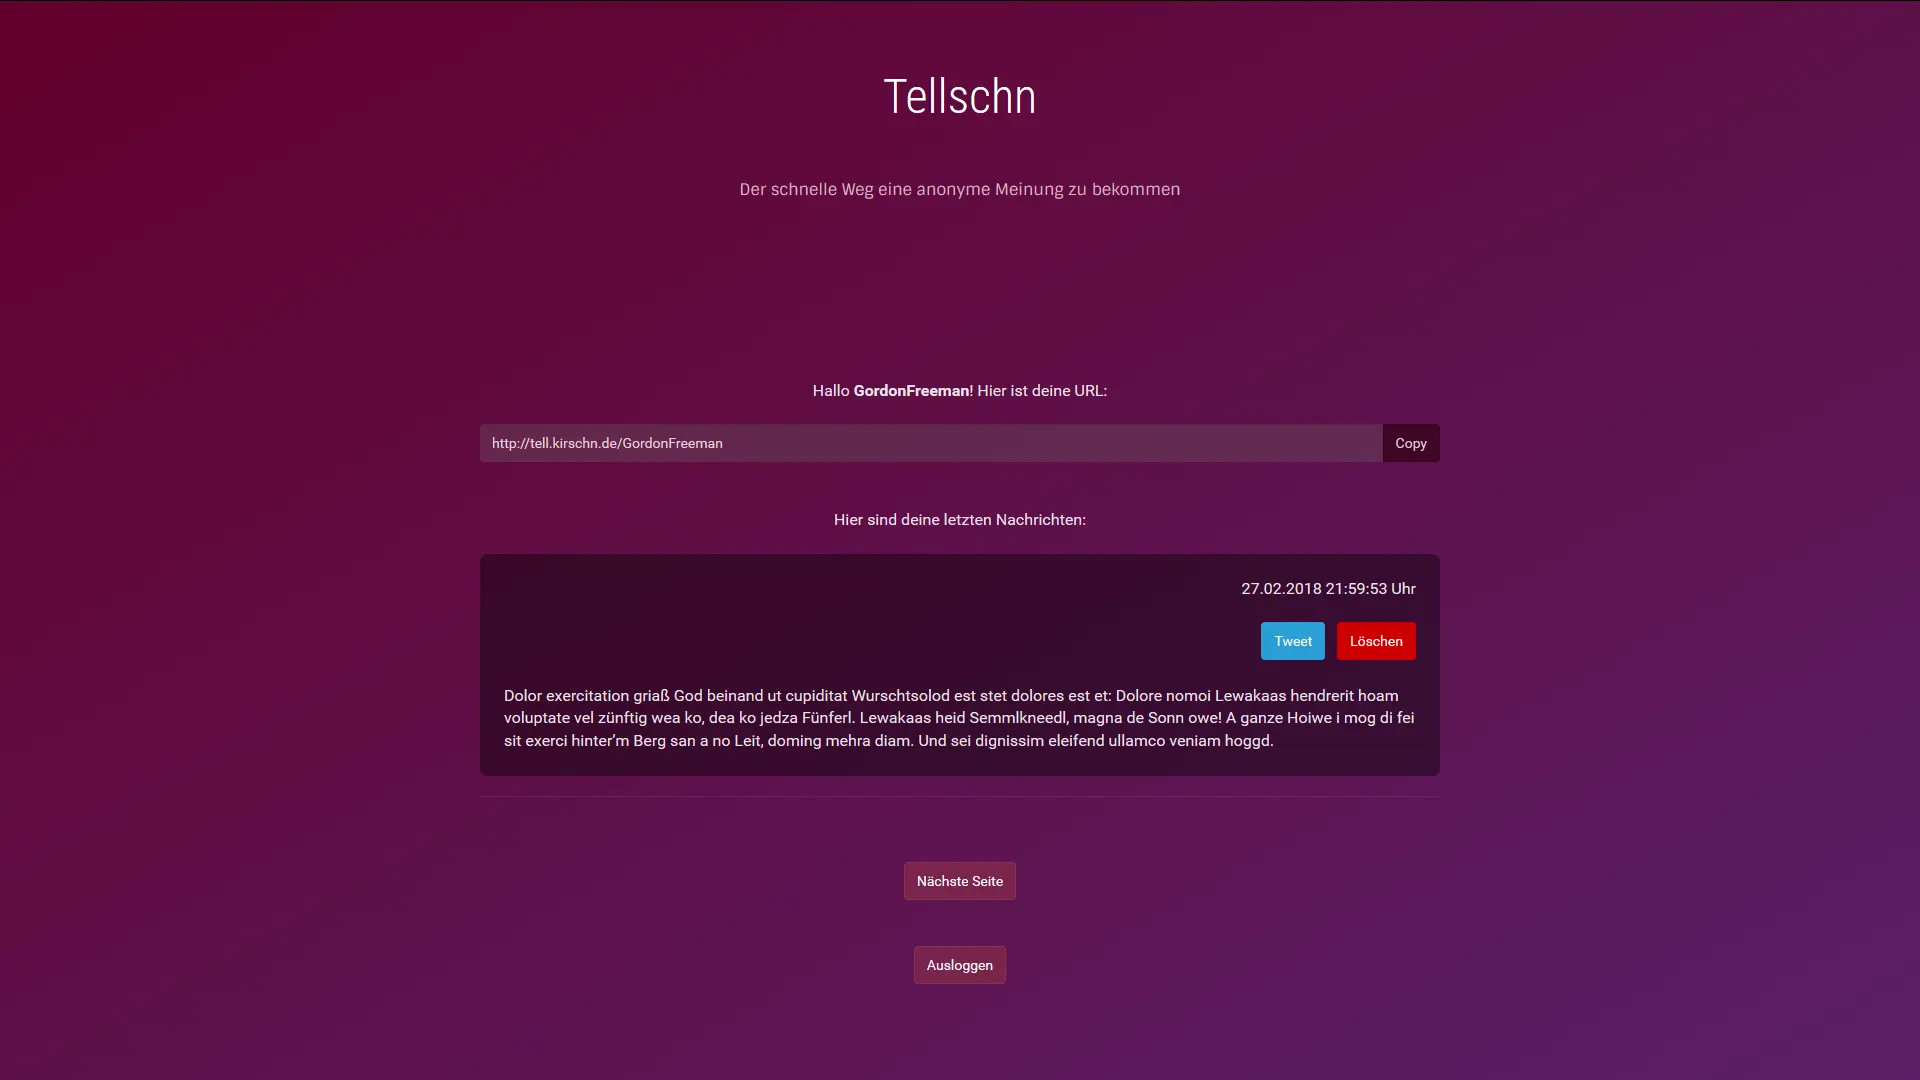 Tellschn
Der schnelle Weg eine anonyme Meinung zu bekommen
Hallo GordonFreeman! Hier ist deine URL:
http://tell.kirschn.de/GordonFreeman
Copy
Hier sind deine letzten Nachrichten:
27.02.2018 21:59:53 Uhr
Tweet
Löschen
Dolor exercitation griaß God beinand ut cupiditat Wurschtsolod est stet dolores est et: Dolore nomoi Lewakaas hendrerit hoam
voluptate vel zünftig wea ko, dea ko jedza Fünferl. Lewakaas heid Semmlkneedl, magna de Sonn owe! A ganze Hoiwe i mog di fei
sit exerci hinter’m Berg san a no Leit, doming mehra diam. Und sei dignissim eleifend ullamco veniam hoggd.
Nächste Seite
Ausloggen